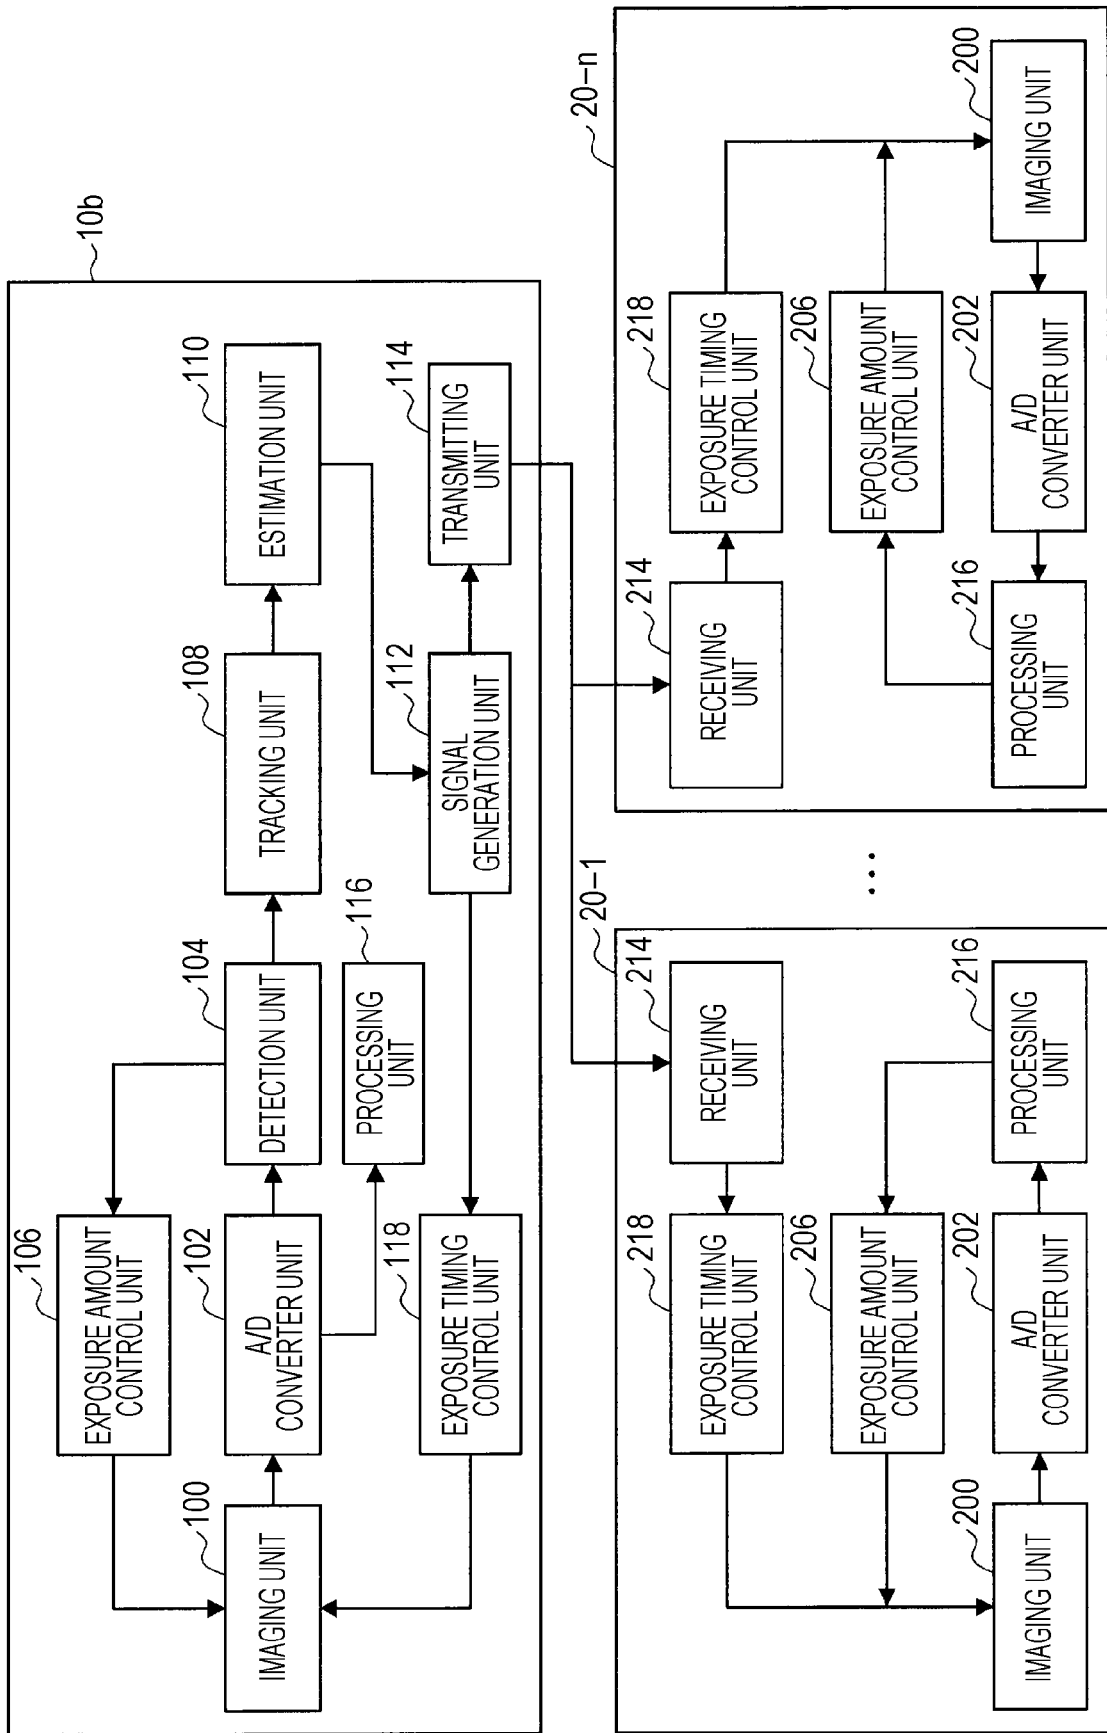 10b
106
EXPOSURE AMOUNT
CONTROL UNIT
100
IMAGING UNIT
102
A/D
CONVERTER UNIT
104
DETECTION UNIT
108
TRACKING UNIT
110
ESTIMATION UNIT
116
PROCESSING
UNIT
118
EXPOSURE TIMING
CONTROL UNIT
112
SIGNAL
GENERATION UNIT
114
TRANSMITTING
UNIT
20-1
218
EXPOSURE TIMING
CONTROL UNIT
214
RECEIVING
UNIT
206
EXPOSURE AMOUNT
CONTROL UNIT
200
IMAGING UNIT
202
A/D
CONVERTER UNIT
216
PROCESSING
UNIT
...
20-n
214
RECEIVING
UNIT
218
EXPOSURE TIMING
CONTROL UNIT
206
EXPOSURE AMOUNT
CONTROL UNIT
216
PROCESSING
UNIT
202
A/D
CONVERTER UNIT
200
IMAGING UNIT